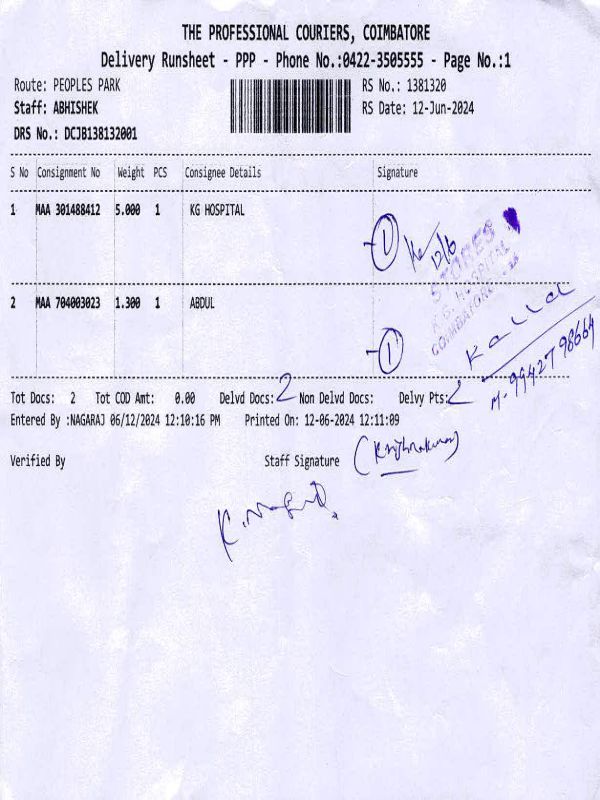 THE PROFESSIONAL COURIERS, COIMBATORE
Delivery Runsheet - PPP - Phone No.:0422-3505555 - Page No.:1
Route: PEOPLES PARK
RS No.: 1381320
Staff: ABHISHEK
RS Date: 12-Jun-2024
DRS No.: DCJB138132001
S No Consignment No Weight PCS Consignee Details Signature
1 MAA 301488412 5.000 1 KG HOSPITAL
1
12/6
STORES
K.G. HOSPITAL
COIMBATORE
2 MAA 704003023 1.300 1 ABDUL
1
M-9942798664
Tot Docs: 2 Tot COD Amt: 0.00 Delvd Docs: 2 Non Delvd Docs: Delvy Pts: 2
Entered By :NAGARAJ 06/12/2024 12:10:16 PM Printed On: 12-06-2024 12:11:09
Verified By Staff Signature